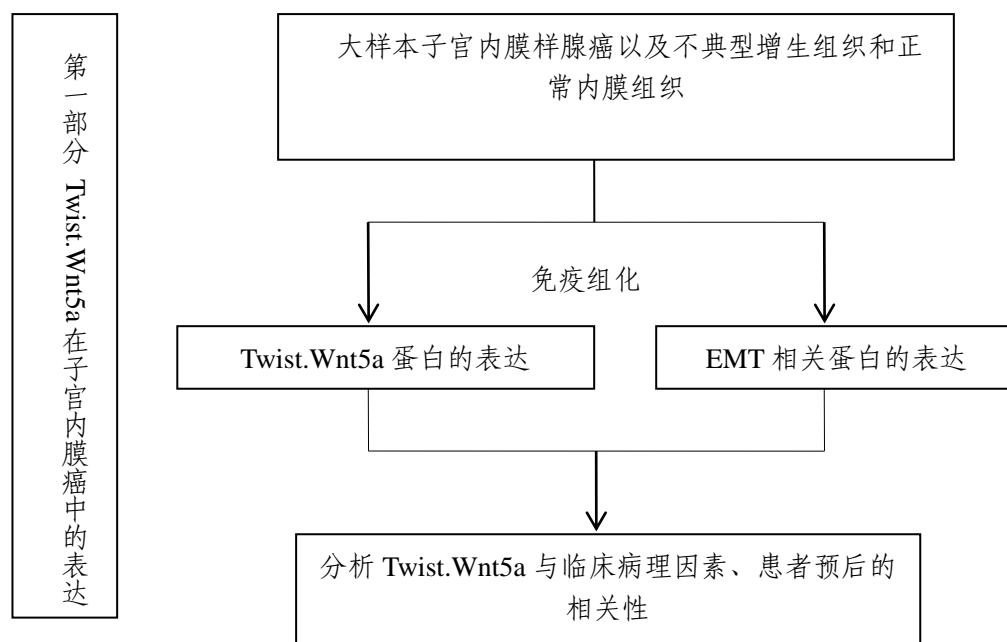 第一部分 Twist.Wnt5a在子宫内膜癌中的表达
大样本子宫内膜样腺癌以及不典型增生组织和正
常内膜组织
免疫组化
Twist.Wnt5a 蛋白的表达
EMT 相关蛋白的表达
分析 Twist.Wnt5a 与临床病理因素、患者预后的
相关性